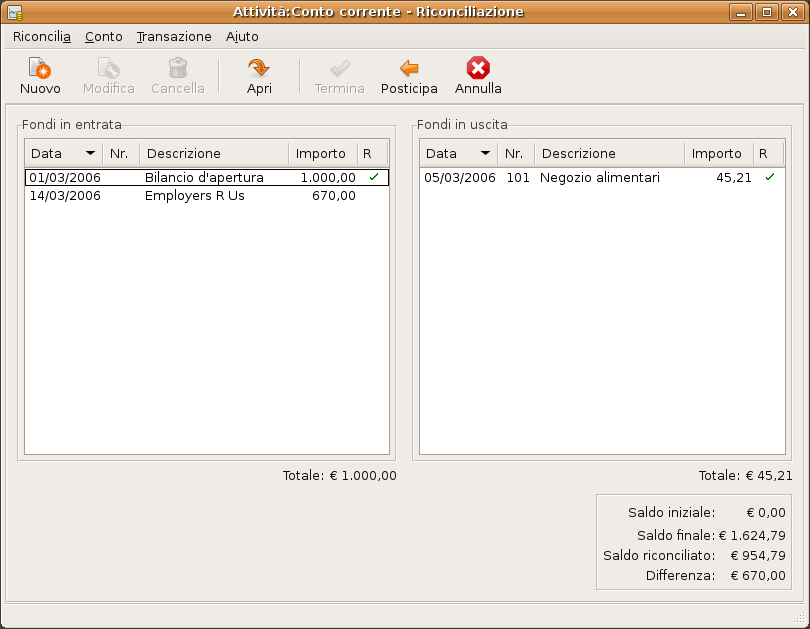 Attività:Conto corrente - Riconciliazione
Riconcilia Conto Transazione Aiuto
Nuovo Modifica Cancella Apri Termina Posticipa Annulla
Fondi in entrata
Data Nr. Descrizione Importo R
01/03/2006 Bilancio d'apertura 1.000,00 ✓
14/03/2006 Employers R Us 670,00
Totale: € 1.000,00
Fondi in uscita
Data Nr. Descrizione Importo R
05/03/2006 101 Negozio alimentari 45,21 ✓
Totale: € 45,21
Saldo iniziale: € 0,00
Saldo finale: € 1.624,79
Saldo riconciliato: € 954,79
Differenza: € 670,00